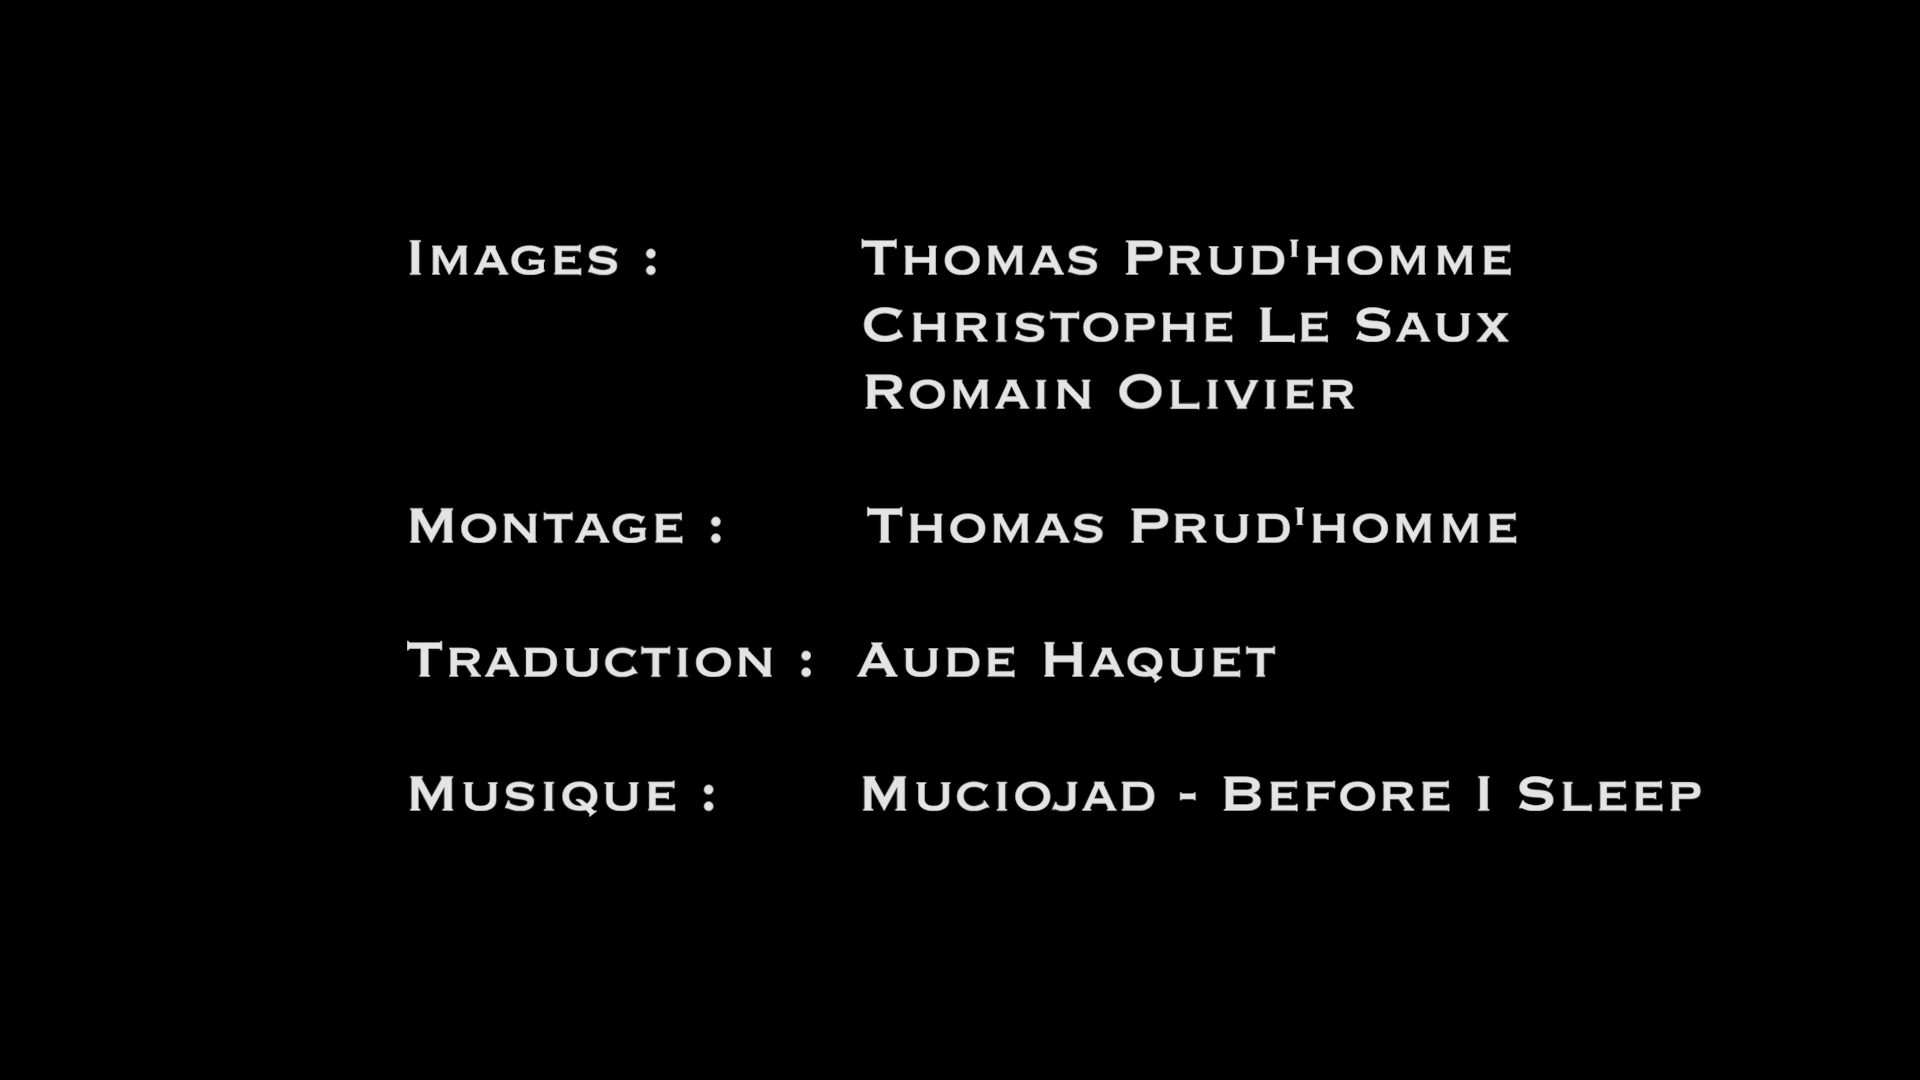 Images : Thomas Prud'homme
Christophe Le Saux
Romain Olivier
Montage : Thomas Prud'homme
Traduction : Aude Haquet
Musique : Muciojad - Before I Sleep